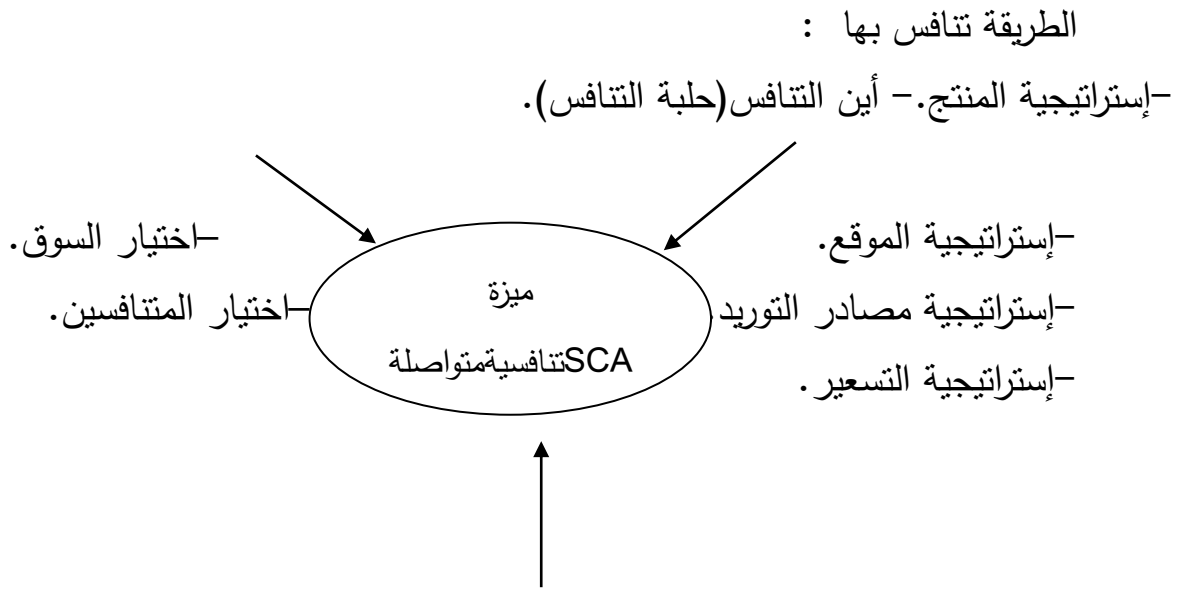 الطريقة تتنافس بها :
-إستراتيجية المنتج.- أين التنافس(حلبة التنافس).
-إستراتيجية الموقع.
-اختيار السوق.
-إستراتيجية مصادر التوريد
-اختيار المتنافسين.
-إستراتيجية التسعير.
ميزة
SCAتنافسيةمتواصلة